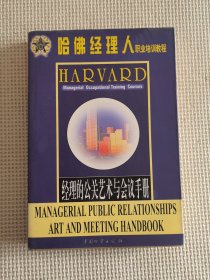 哈佛经理人职业培训教程
HARVARD
Managerial Occupational Training Courses
经理的公关艺术与会议手册
MANAGERIAL PUBLIC RELATIONSHIPS
ART AND MEETING HANDBOOK